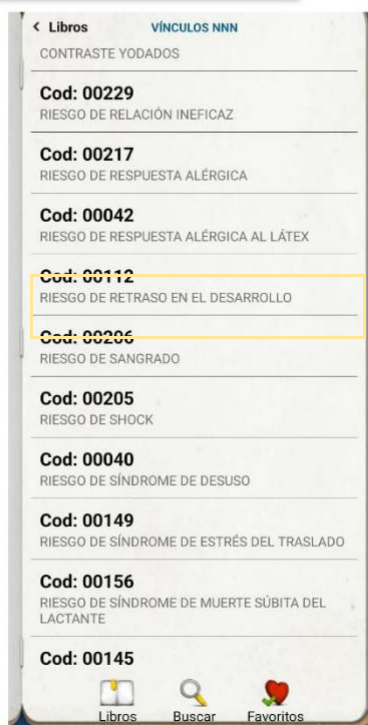 < Libros VÍNCULOS NNN
CONTRASTE YODADOS
Cod: 00229
RIESGO DE RELACIÓN INEFICAZ
Cod: 00217
RIESGO DE RESPUESTA ALÉRGICA
Cod: 00042
RIESGO DE RESPUESTA ALÉRGICA AL LÁTEX
Cod: 00112
RIESGO DE RETRASO EN EL DESARROLLO
Cod: 00206
RIESGO DE SANGRADO
Cod: 00205
RIESGO DE SHOCK
Cod: 00040
RIESGO DE SÍNDROME DE DESUSO
Cod: 00149
RIESGO DE SÍNDROME DE ESTRÉS DEL TRASLADO
Cod: 00156
RIESGO DE SÍNDROME DE MUERTE SÚBITA DEL
LACTANTE
Cod: 00145
Libros Buscar Favoritos